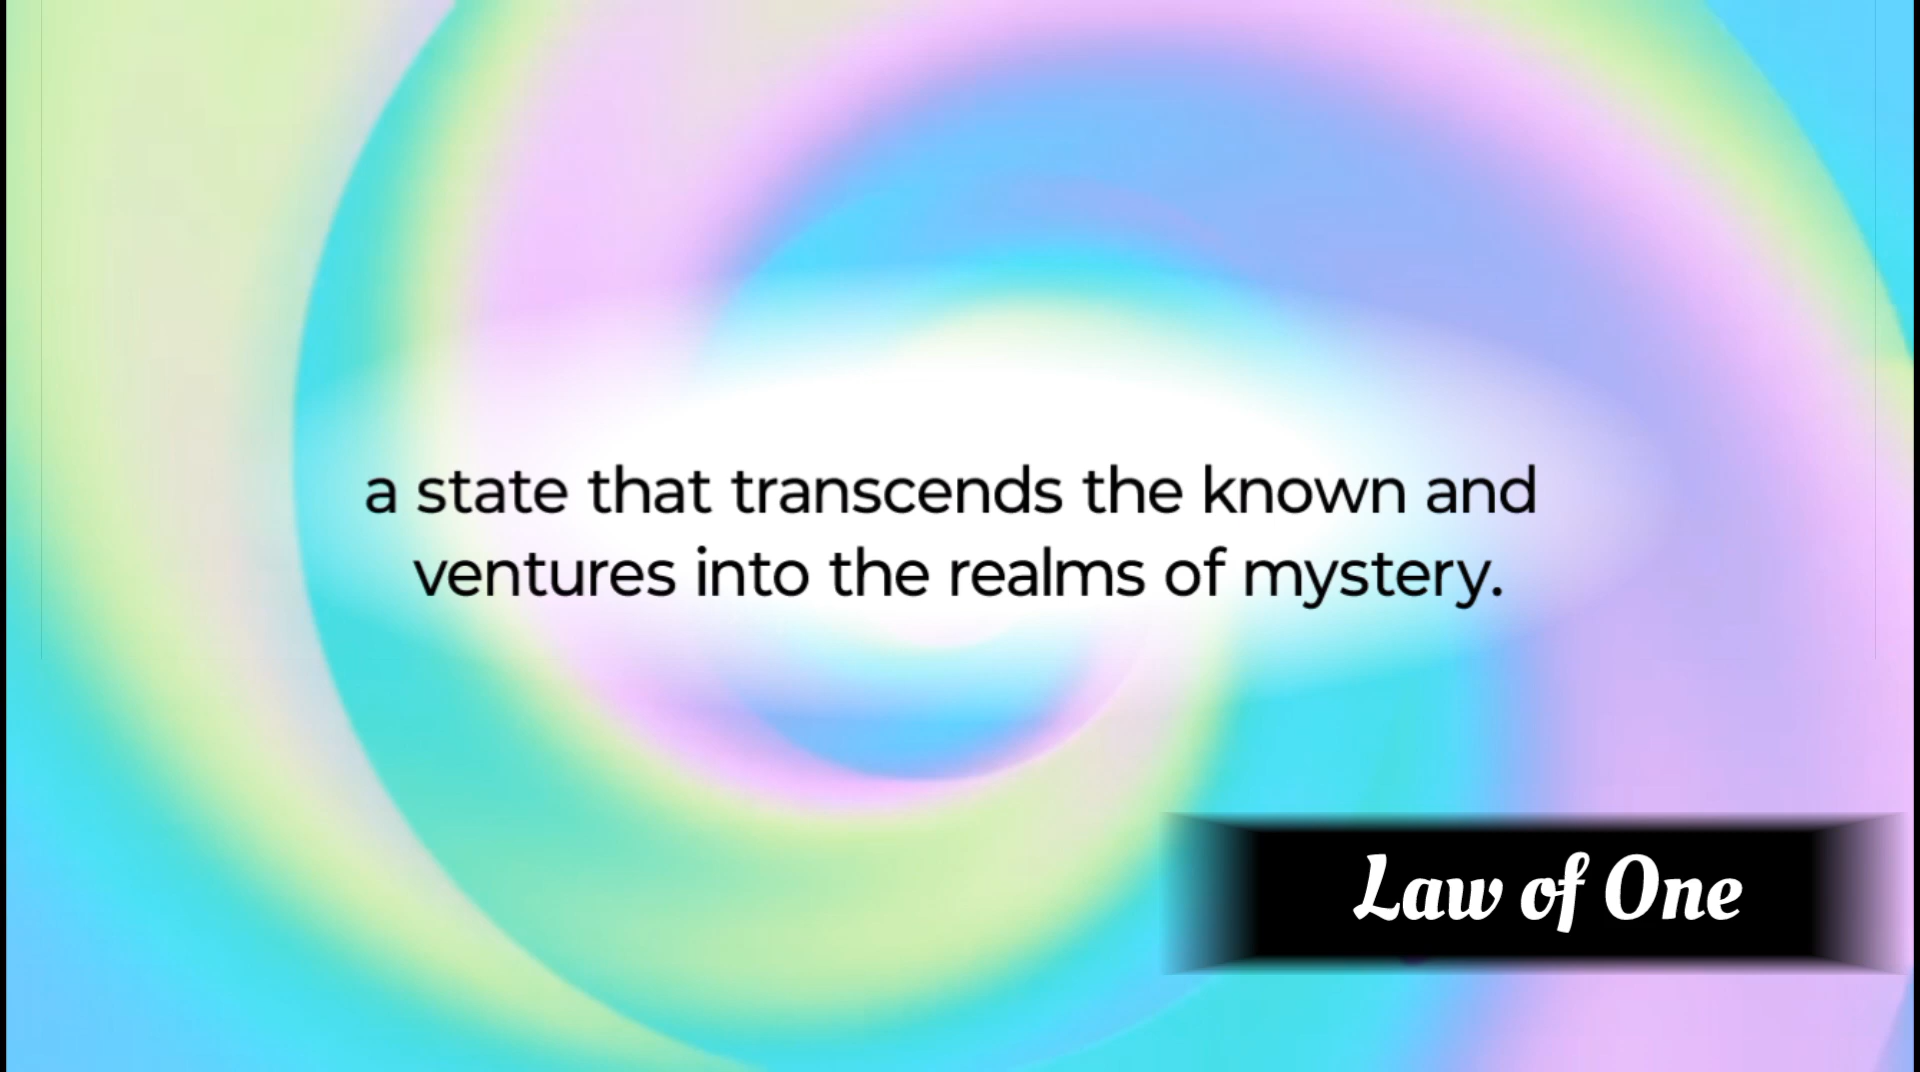 a state that transcends the known and
ventures into the realms of mystery.
Law of One